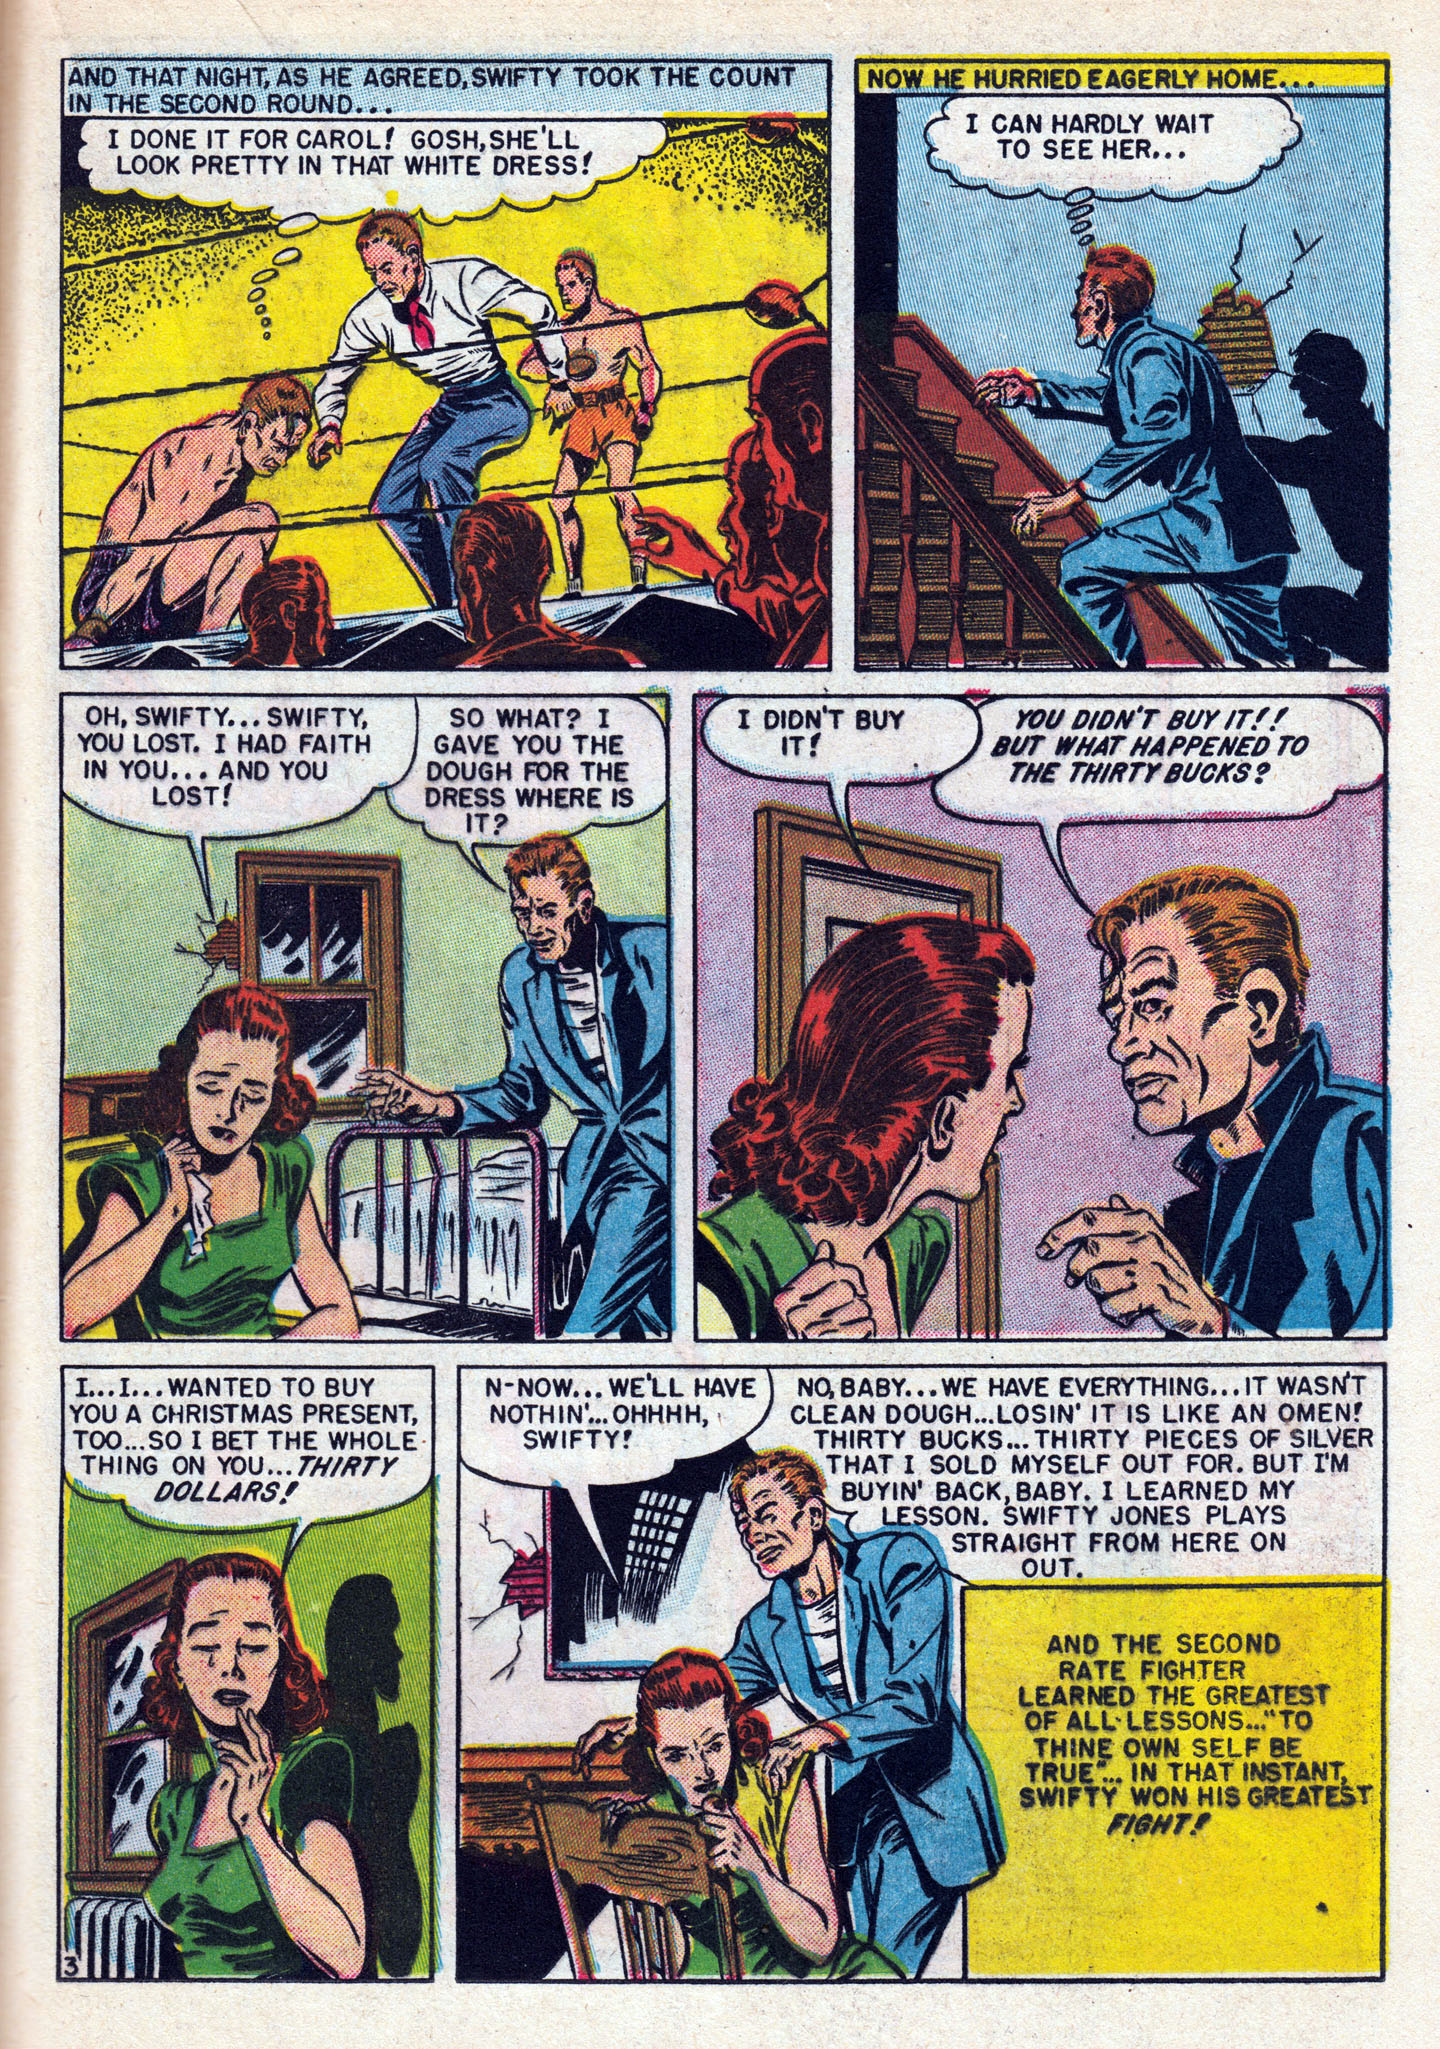 AND THAT NIGHT, AS HE AGREED, SWIFTY TOOK THE COUNT
IN THE SECOND ROUND...
I DONE IT FOR CAROL! GOSH, SHE'LL
LOOK PRETTY IN THAT WHITE DRESS!
NOW HE HURRIED EAGERLY HOME...
I CAN HARDLY WAIT
TO SEE HER...
OH, SWIFTY... SWIFTY,
YOU LOST. I HAD FAITH
IN YOU... AND YOU
LOST!
SO WHAT? I
GAVE YOU THE
DOUGH FOR THE
DRESS WHERE IS
IT?
I DIDN'T BUY
IT!
YOU DIDN'T BUY IT!!
BUT WHAT HAPPENED TO
THE THIRTY BUCKS?
I...I...WANTED TO BUY
YOU A CHRISTMAS PRESENT,
TOO...SO I BET THE WHOLE
THING ON YOU...THIRTY
DOLLARS!
N-NOW...WE'LL HAVE
NOTHIN'...OHHHH,
SWIFTY!
NO, BABY...WE HAVE EVERYTHING...IT WASN'T
CLEAN DOUGH...LOSIN' IT IS LIKE AN OMEN!
THIRTY BUCKS...THIRTY PIECES OF SILVER
THAT I SOLD MYSELF OUT FOR. BUT I'M
BUYIN' BACK, BABY. I LEARNED MY
LESSON. SWIFTY JONES PLAYS
STRAIGHT FROM HERE ON
OUT.
AND THE SECOND
RATE FIGHTER
LEARNED THE GREATEST
OF ALL LESSONS..."TO
THINE OWN SELF BE
TRUE"... IN THAT INSTANT,
SWIFTY WON HIS GREATEST
FIGHT!
3